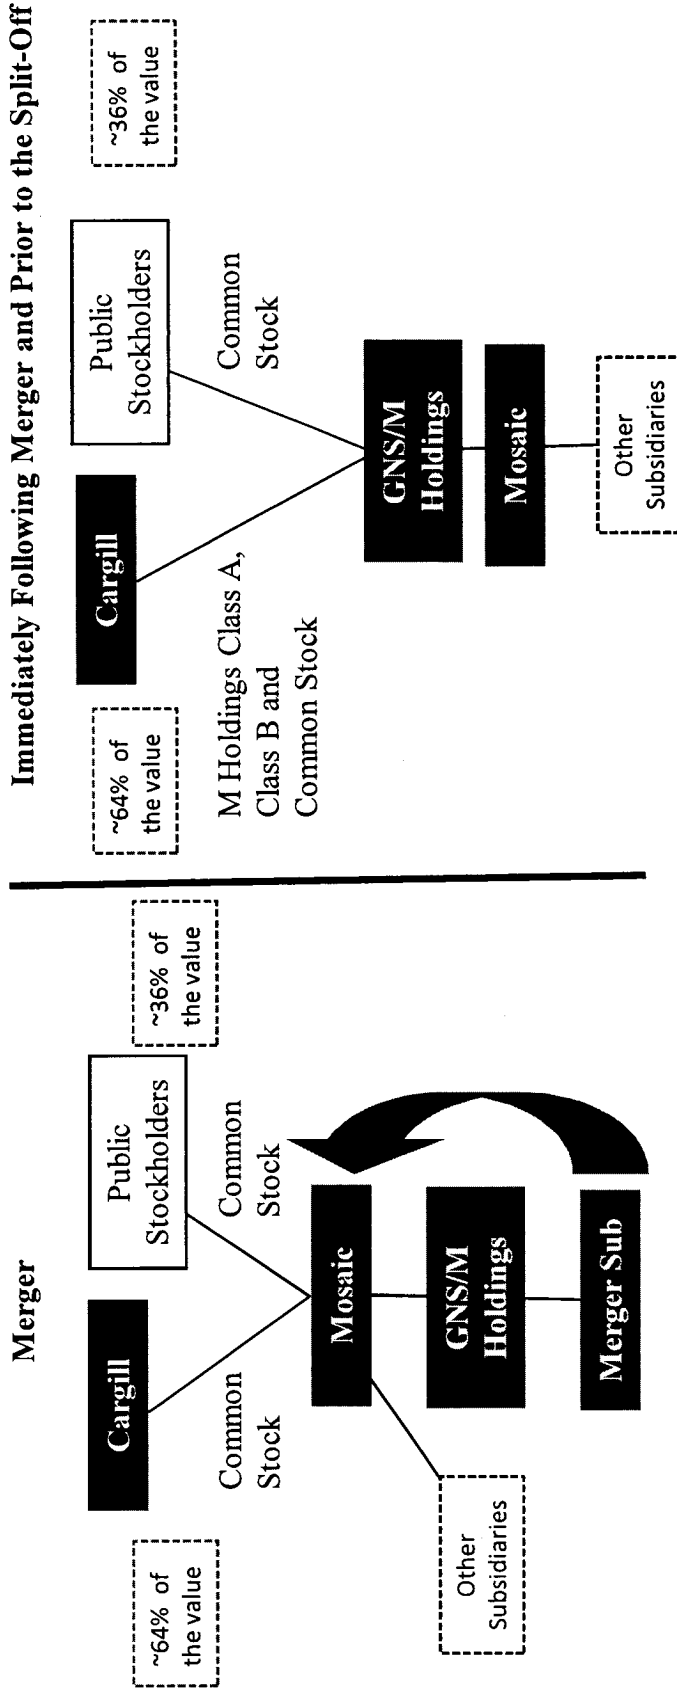 Merger
~64% of
the value
Cargill
Public
Stockholders
~36% of
the value
Common
Stock
Common
Stock
Mosaic
Other
Subsidiaries
GNS/M
Holdings
Merger Sub
Immediately Following Merger and Prior to the Split-Off
~64% of
the value
Cargill
Public
Stockholders
~36% of
the value
M Holdings Class A,
Class B and
Common Stock
Common
Stock
GNS/M
Holdings
Mosaic
Other
Subsidiaries